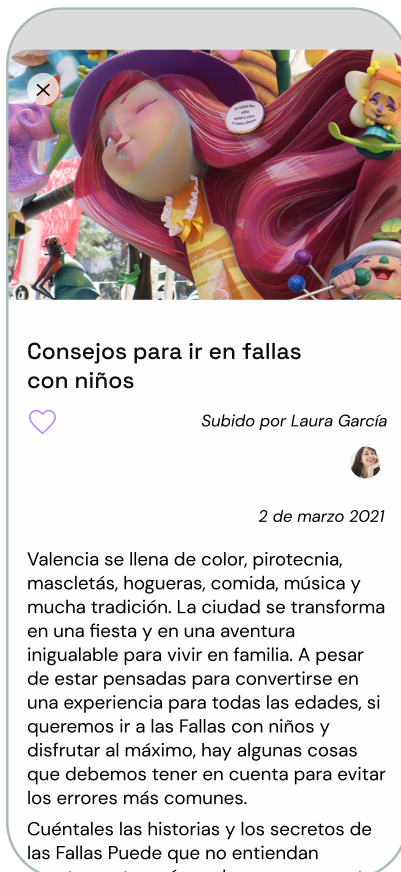 NUNCA
PAGA
Consejos para ir en fallas
con niños
Subido por Laura García
2 de marzo 2021
Valencia se llena de color, pirotecnia,
mascletás, hogueras, comida, música y
mucha tradición. La ciudad se transforma
en una fiesta y en una aventura
inigualable para vivir en familia. A pesar
de estar pensadas para convertirse en
una experiencia para todas las edades, si
queremos ir a las Fallas con niños y
disfrutar al máximo, hay algunas cosas
que debemos tener en cuenta para evitar
los errores más comunes.
Cuéntales las historias y los secretos de
las Fallas Puede que no entiendan